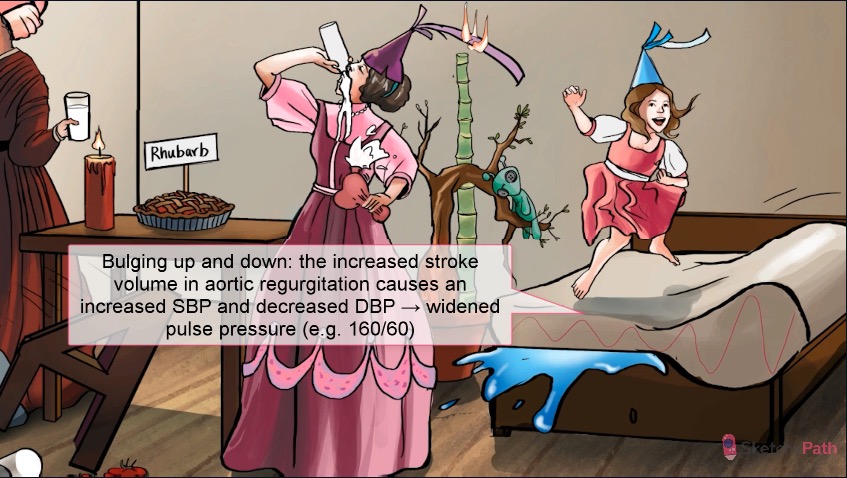 Rhubarb
Bulging up and down: the increased stroke
volume in aortic regurgitation causes an
increased SBP and decreased DBP → widened
pulse pressure (e.g. 160/60)
SketchyPath